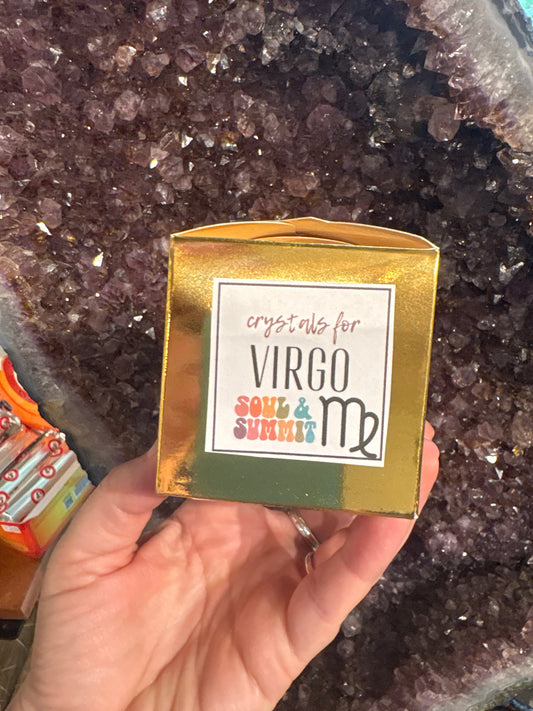 crystals for
VIRGO
SOUL &
SUMMIT